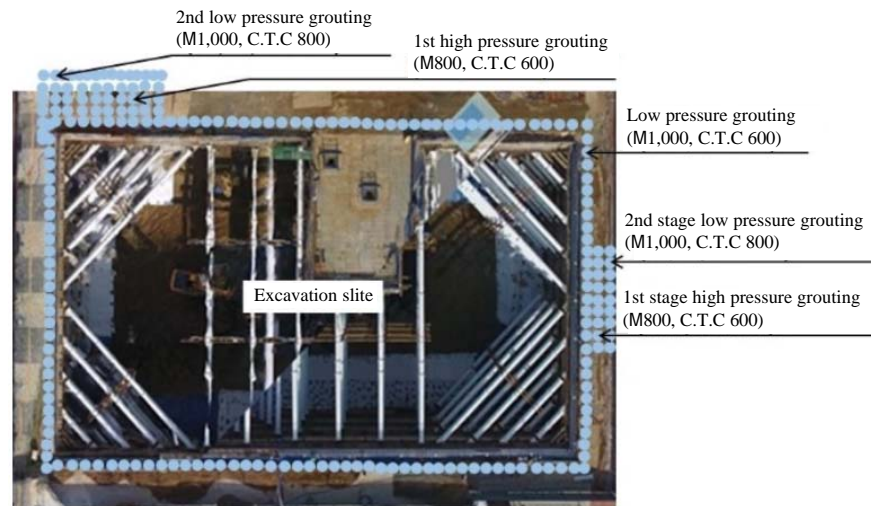 2nd low pressure grouting
(M1,000, C.T.C 800)
1st high pressure grouting
(M800, C.T.C 600)
Low pressure grouting
(M1,000, C.T.C 600)
2nd stage low pressure grouting
(M1,000, C.T.C 800)
1st stage high pressure grouting
(M800, C.T.C 600)
Excavation slite